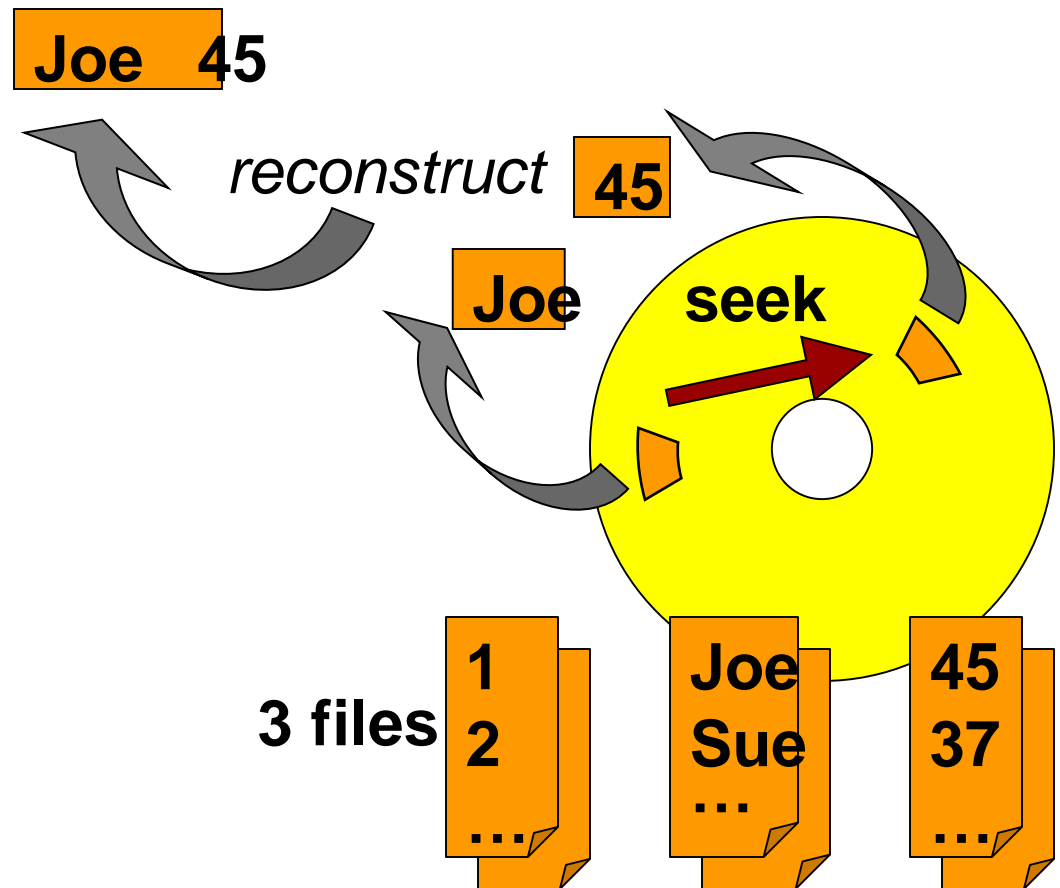 Joe 45
reconstruct
45
Joe
seek
3 files
1
2
...
Joe
Sue
...
45
37
...